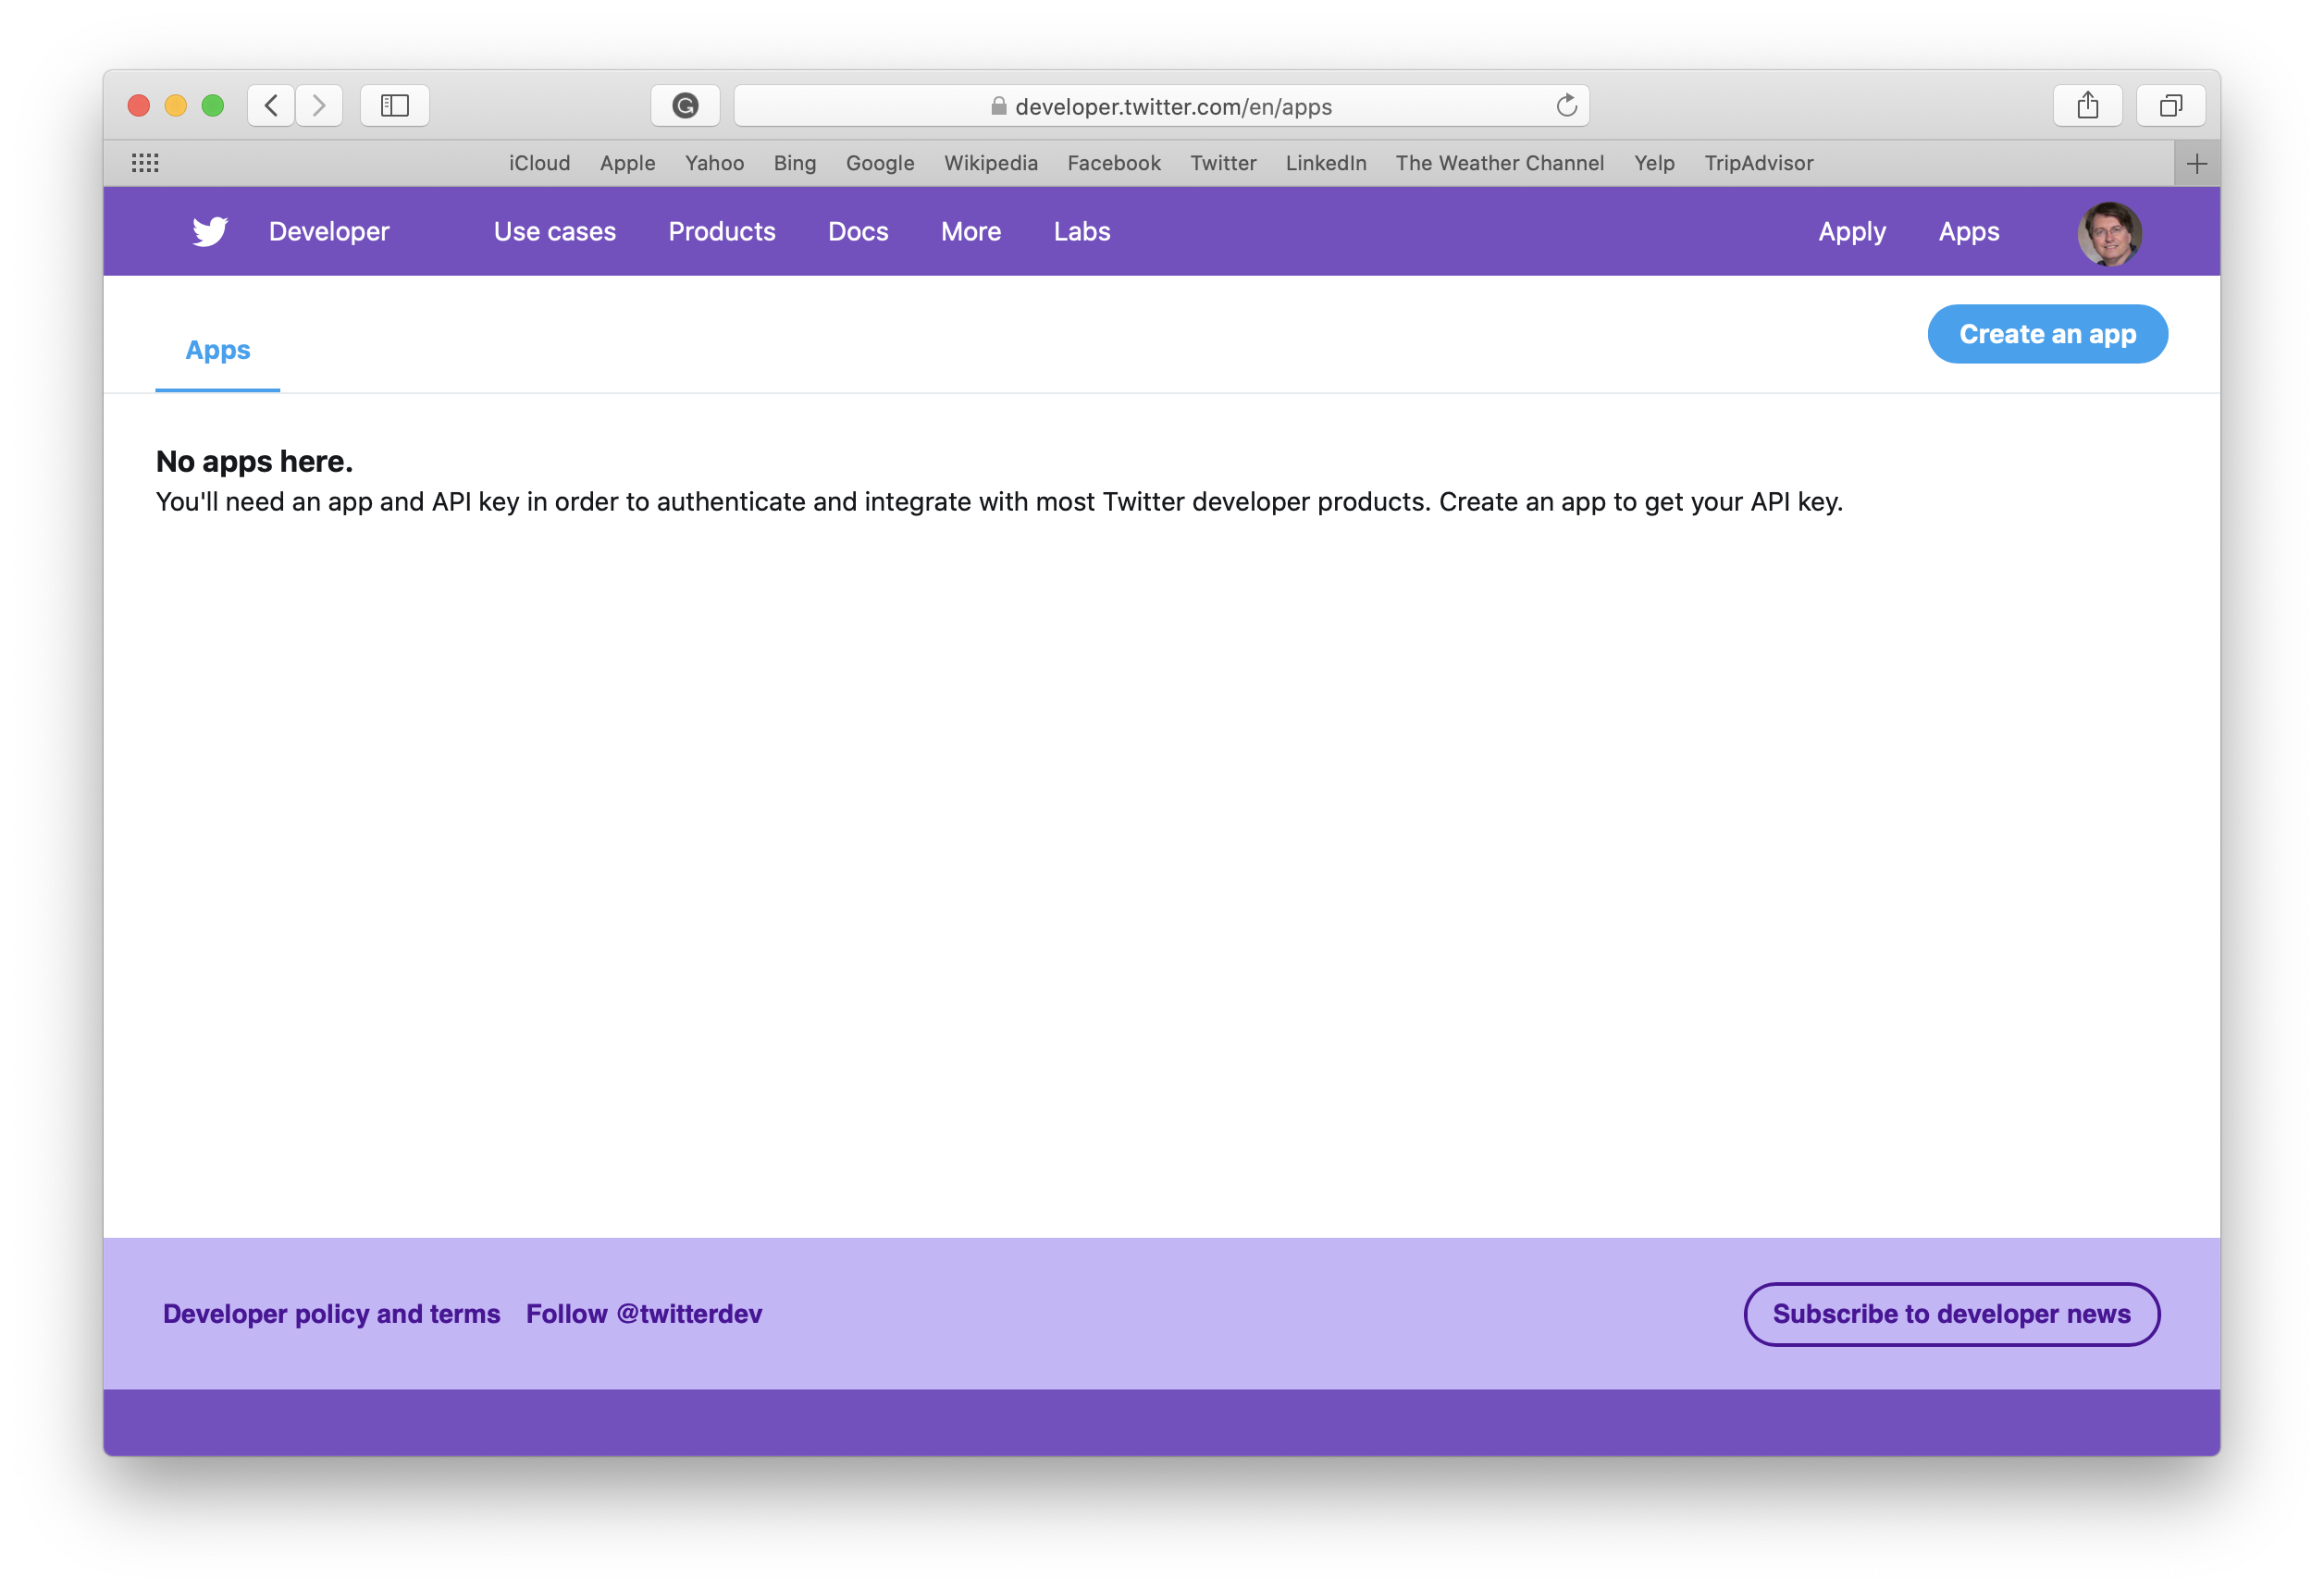 developer.twitter.com/en/apps
iCloud Apple Yahoo Bing Google Wikipedia Facebook Twitter LinkedIn The Weather Channel Yelp TripAdvisor
Developer Use cases Products Docs More Labs Apply Apps
Create an app
Apps
No apps here.
You'll need an app and API key in order to authenticate and integrate with most Twitter developer products. Create an app to get your API key.
Developer policy and terms Follow @twitterdev Subscribe to developer news